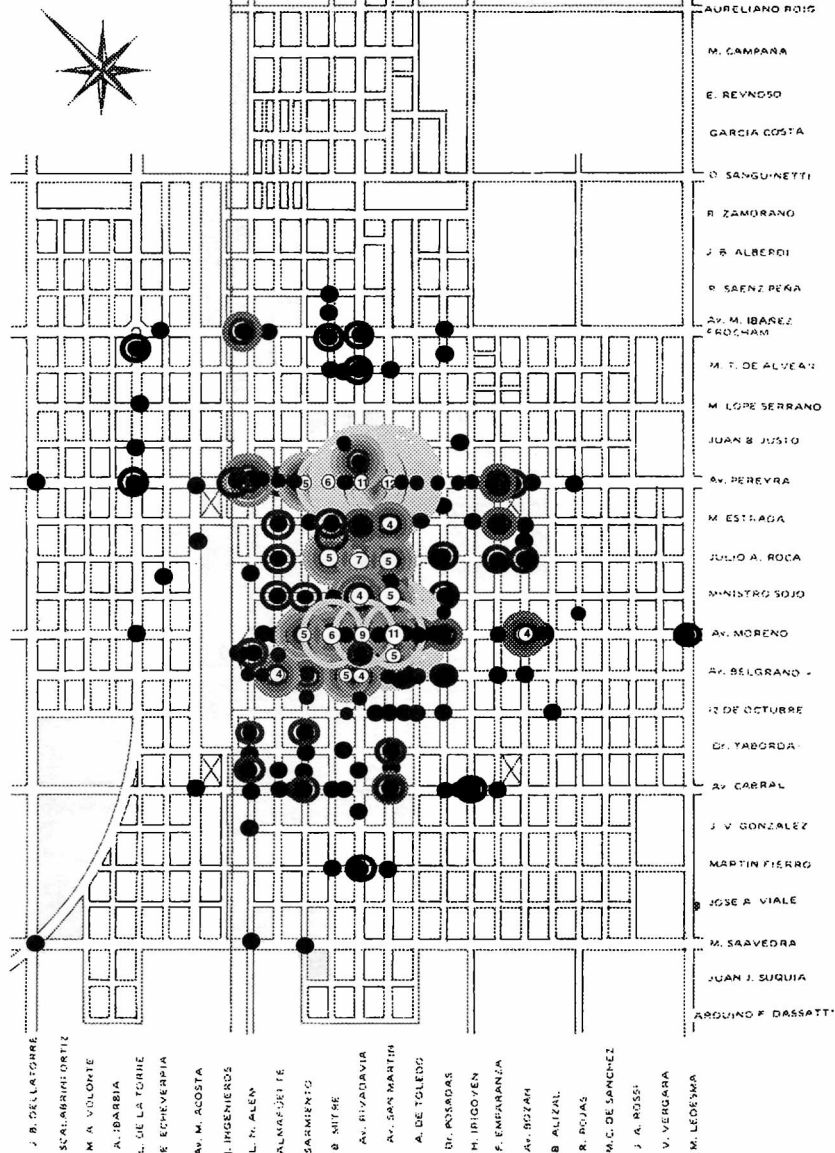 AURELIANO ROIG
M. CAMPAÑA
E. REYNOSO
GARCIA COSTA
O. SANGUINETTI
R. ZAMORANO
J. B. ALBERDI
R. SAENZ PEÑA
Av. M. IBAÑEZ
FROCHAM
M. T. DE ALVEAR
M. LOPE SERRANO
JUAN B. JUSTO
5 6 11 12
Av. PEREYRA
4
M. ESTRADA
5 7 5
JULIO A. ROCA
4 5
MINISTRO SOJO
5 6 9 11 4
Av. MORENO
5
4 5 4
Av. BELGRANO
12 DE OCTUBRE
Dr. TABORDA
Av. CABRAL
J. V. GONZALEZ
MARTIN FIERRO
JOSE A. VIALE
M. SAAVEDRA
JUAN J. SUQUIA
ARDUINO F. DASSATT
J. B. DELLATORRE
SCALABRINI ORTIZ
M A VOLONTE
A. IBARBIA
L. DE LA TORRE
E ECHEVERRIA
Av. M. ACOSTA
J. INGENIEROS
L. N. ALEM
ALMAFUERTE
SARMIENTO
B MITRE
Av. RIVADAVIA
Av. SAN MARTIN
A. DE TOLEDO
Dr. POSADAS
H. IRIGOYEN
F. EMPARANZA
Av. BOZAN
B ALIZAL
R. ROJAS
M.C. DE SANCHEZ
J. A. ROSSI
V. VERGARA
M. LEDESMA